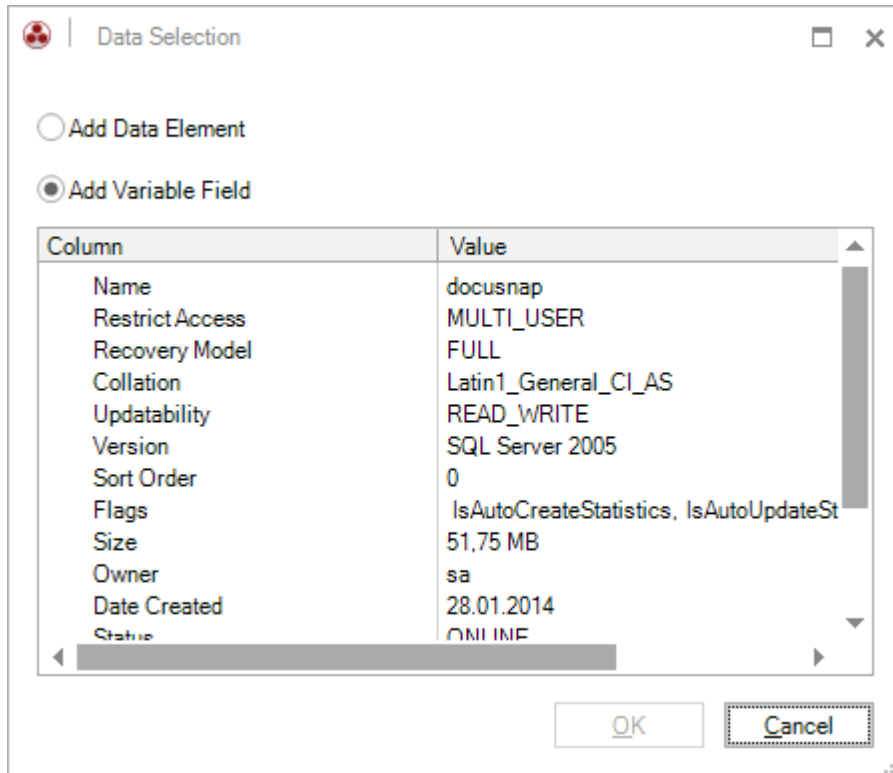 Data Selection
Add Data Element
Add Variable Field
Column Value
Name docusnap
Restrict Access MULTI_USER
Recovery Model FULL
Collation Latin1_General_CI_AS
Updatability READ_WRITE
Version SQL Server 2005
Sort Order 0
Flags IsAutoCreateStatistics, IsAutoUpdateSt
Size 51,75 MB
Owner sa
Date Created 28.01.2014
Status ONLINE
OK Cancel